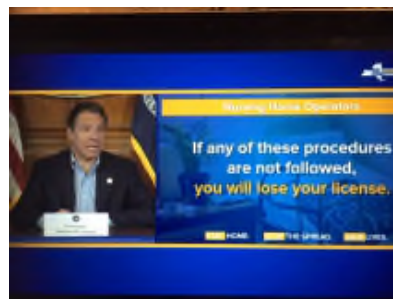 Nursing Home Operators
If any of these procedures
are not followed,
you will lose your license.
HOME. THE SPREAD. LIVES.